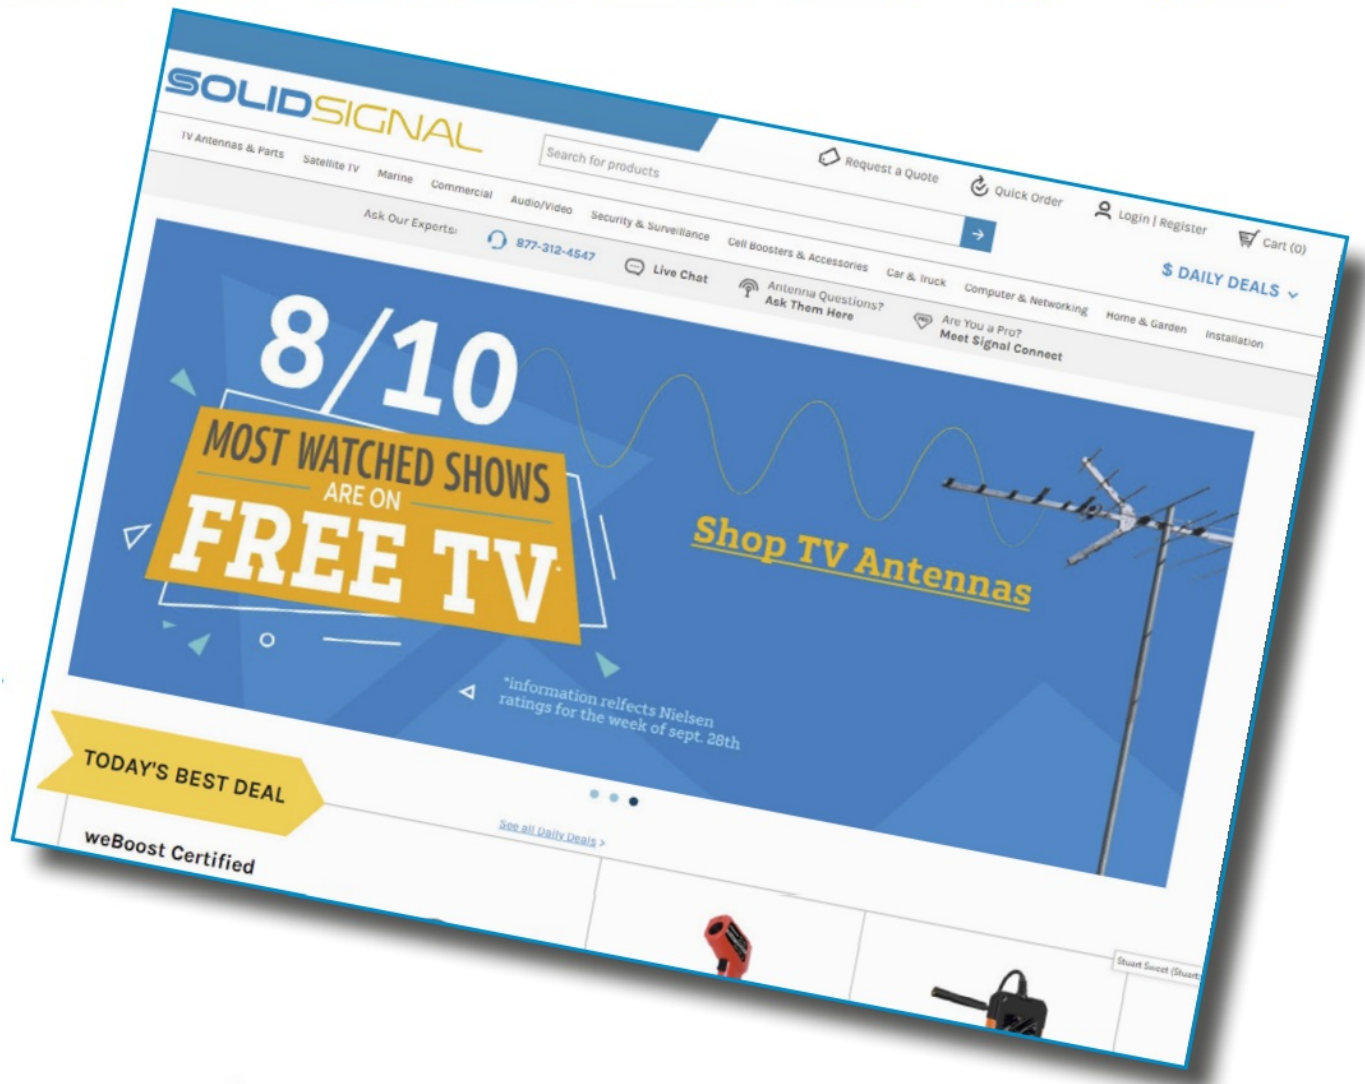 SOLIDSIGNAL
Search for products
Request a Quote
Quick Order
Login | Register
Cart (0)
$ DAILY DEALS
TV Antennas & Parts
Satellite TV
Marine
Commercial
Audio/Video
Security & Surveillance
Cell Boosters & Accessories
Car & Truck
Computer & Networking
Home & Garden
Installation
Ask Our Experts:
877-312-4547
Live Chat
Antenna Questions?
Ask Them Here
PRO
Are You a Pro?
Meet Signal Connect
8/10
MOST WATCHED SHOWS
ARE ON
FREE TV*
Shop TV Antennas
*information relfects Nielsen
ratings for the week of sept. 28th
TODAY'S BEST DEAL
See all Daily Deals >
weBoost Certified
Stuart Sweet (Stuart